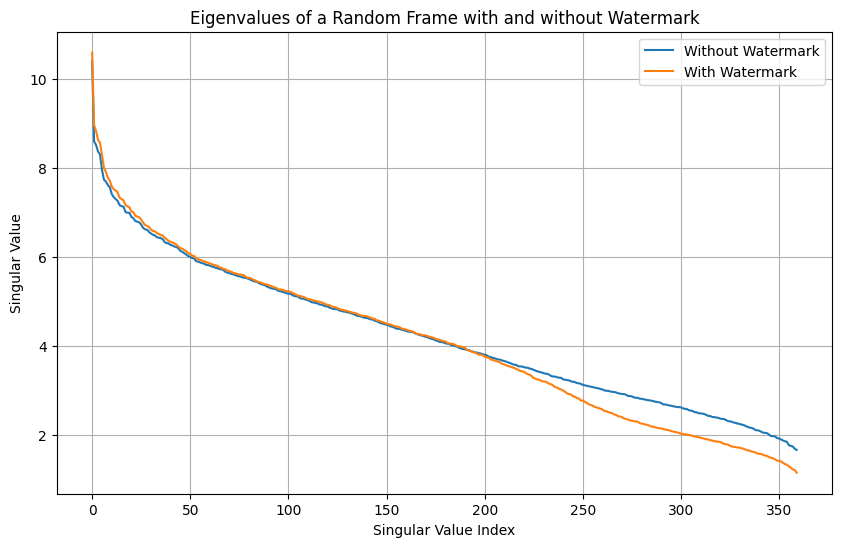 Eigenvalues of a Random Frame with and without Watermark
Without Watermark
With Watermark
Singular Value
10
8
6
4
2
0 50 100 150 200 250 300 350
Singular Value Index